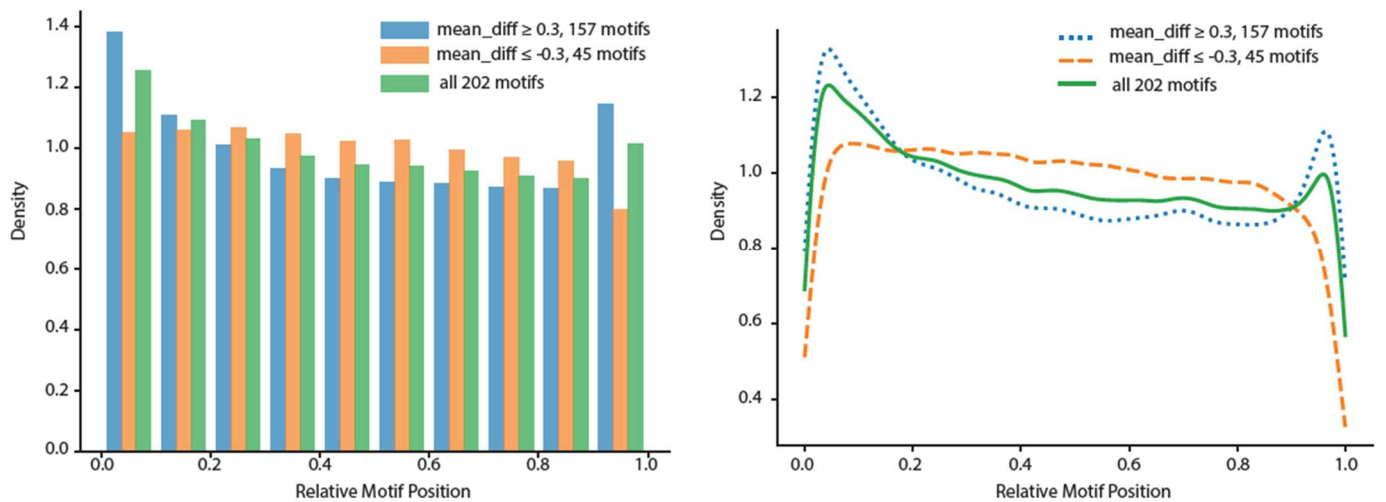 1.4
1.2
1.0
0.8
0.6
0.4
0.2
0.0
Density
mean_diff ≥ 0.3, 157 motifs
mean_diff ≤ -0.3, 45 motifs
all 202 motifs
0.0 0.2 0.4 0.6 0.8 1.0
Relative Motif Position
1.2
1.0
0.8
0.6
0.4
Density
mean_diff ≥ 0.3, 157 motifs
mean_diff ≤ -0.3, 45 motifs
all 202 motifs
0.0 0.2 0.4 0.6 0.8 1.0
Relative Motif Position